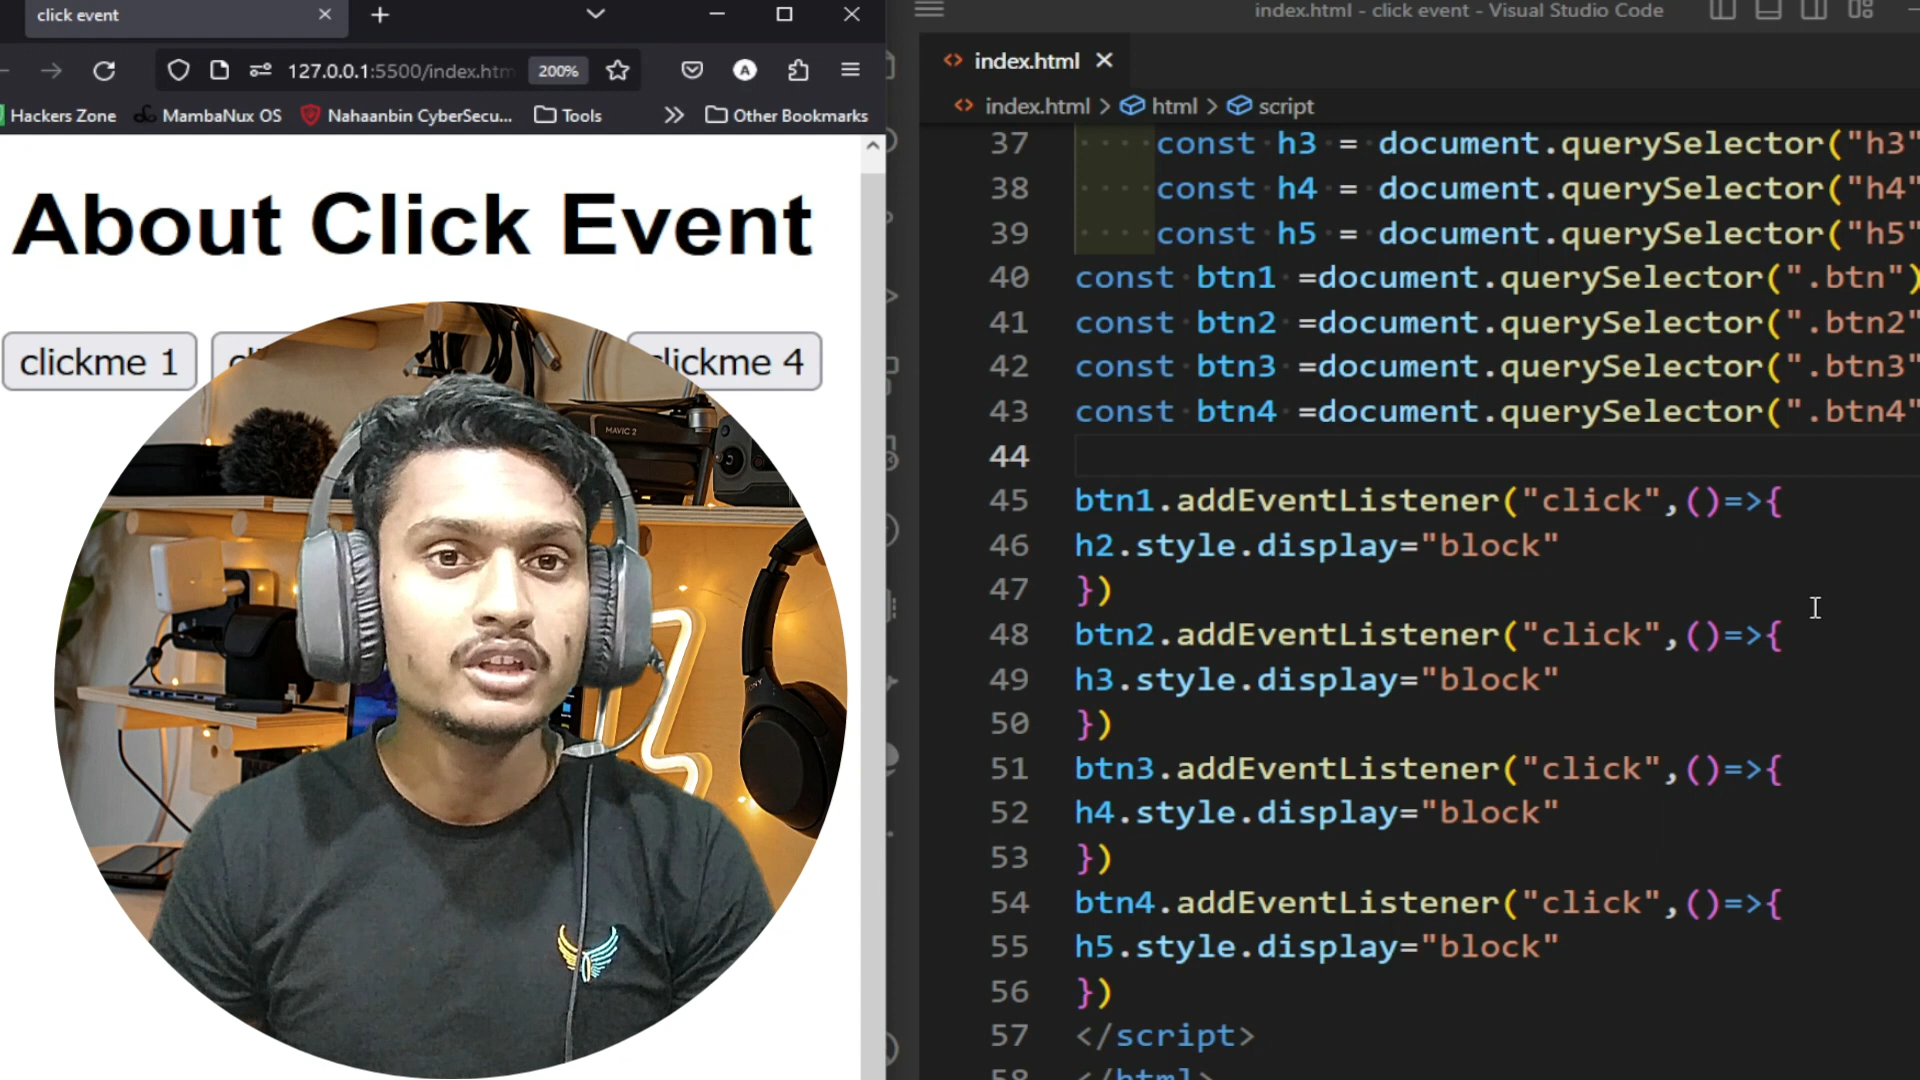 click event
127.0.0.1:5500/index.htm
200%
A
Hackers Zone
MambaNux OS
Nahaanbin CyberSecu...
Tools
Other Bookmarks
About Click Event
clickme 1
clickme 4
MAVIC 2
SONY
index.html - click event - Visual Studio Code
index.html
index.html > html > script
37 const h3 = document.querySelector("h3"
38 const h4 = document.querySelector("h4"
39 const h5 = document.querySelector("h5"
40 const btn1 =document.querySelector(".btn")
41 const btn2 =document.querySelector(".btn2"
42 const btn3 =document.querySelector(".btn3"
43 const btn4 =document.querySelector(".btn4"
44
45 btn1.addEventListener("click",()=>{
46 h2.style.display="block"
47 })
48 btn2.addEventListener("click",()=>{
49 h3.style.display="block"
50 })
51 btn3.addEventListener("click",()=>{
52 h4.style.display="block"
53 })
54 btn4.addEventListener("click",()=>{
55 h5.style.display="block"
56 })
57 </script>
58 </html>